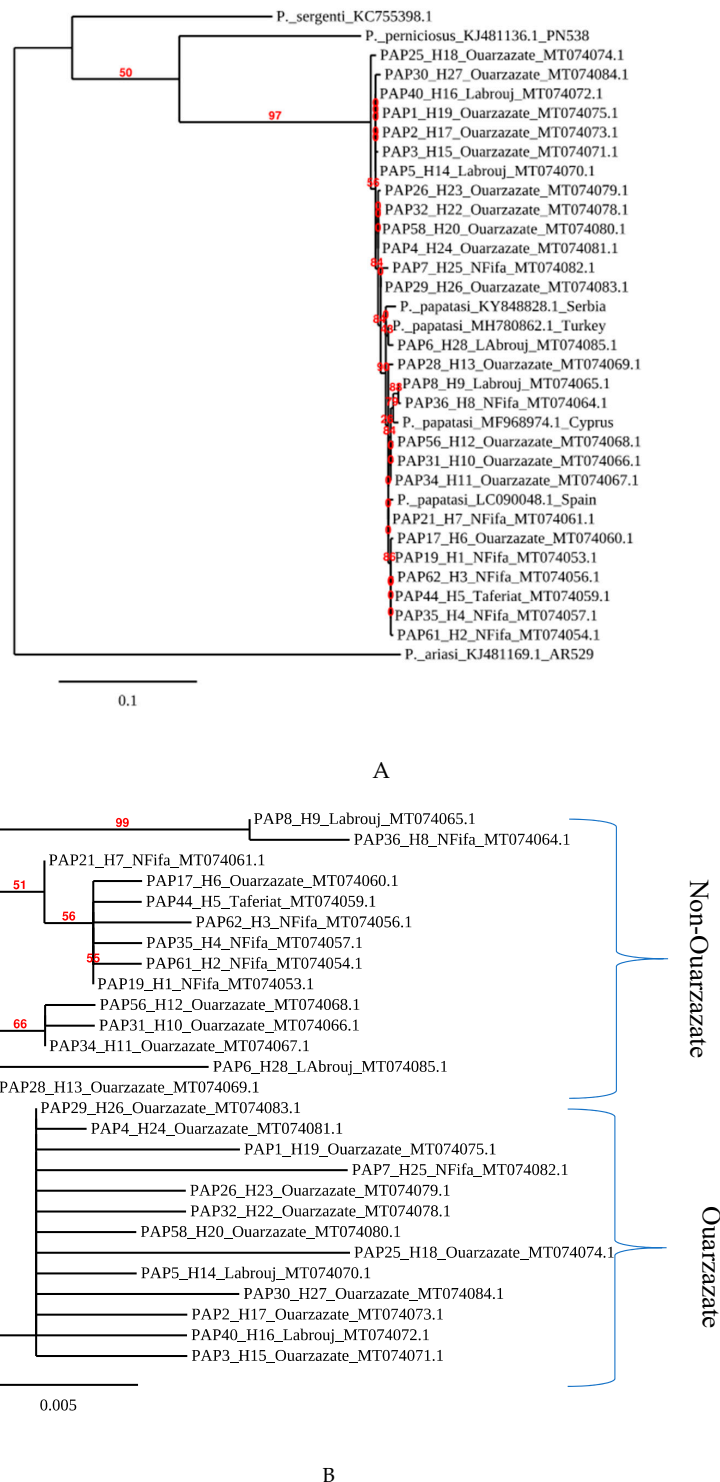 P._sergenti_KC755398.1
P._perniciosus_KJ481136.1_PN538
50
PAP25_H18_Ouarzazate_MT074074.1
PAP30_H27_Ouarzazate_MT074084.1
PAP40_H16_Labrouj_MT074072.1
97
PAP1_H19_Ouarzazate_MT074075.1
PAP2_H17_Ouarzazate_MT074073.1
PAP3_H15_Ouarzazate_MT074071.1
PAP5_H14_Labrouj_MT074070.1
PAP26_H23_Ouarzazate_MT074079.1
PAP32_H22_Ouarzazate_MT074078.1
PAP58_H20_Ouarzazate_MT074080.1
PAP4_H24_Ouarzazate_MT074081.1
PAP7_H25_NFifa_MT074082.1
PAP29_H26_Ouarzazate_MT074083.1
P._papatasi_KY848828.1_Serbia
P._papatasi_MH780862.1_Turkey
PAP6_H28_LAbrouj_MT074085.1
PAP28_H13_Ouarzazate_MT074069.1
PAP8_H9_Labrouj_MT074065.1
PAP36_H8_NFifa_MT074064.1
P._papatasi_MF968974.1_Cyprus
PAP56_H12_Ouarzazate_MT074068.1
PAP31_H10_Ouarzazate_MT074066.1
PAP34_H11_Ouarzazate_MT074067.1
P._papatasi_LC090048.1_Spain
PAP21_H7_NFifa_MT074061.1
PAP17_H6_Ouarzazate_MT074060.1
PAP19_H1_NFifa_MT074053.1
PAP62_H3_NFifa_MT074056.1
PAP44_H5_Taferiat_MT074059.1
PAP35_H4_NFifa_MT074057.1
PAP61_H2_NFifa_MT074054.1
P._ariasi_KJ481169.1_AR529
0.1
A
99
PAP8_H9_Labrouj_MT074065.1
PAP36_H8_NFifa_MT074064.1
PAP21_H7_NFifa_MT074061.1
51
PAP17_H6_Ouarzazate_MT074060.1
PAP44_H5_Taferiat_MT074059.1
56
PAP62_H3_NFifa_MT074056.1
PAP35_H4_NFifa_MT074057.1
55
PAP61_H2_NFifa_MT074054.1
PAP19_H1_NFifa_MT074053.1
PAP56_H12_Ouarzazate_MT074068.1
66
PAP31_H10_Ouarzazate_MT074066.1
PAP34_H11_Ouarzazate_MT074067.1
PAP6_H28_LAbrouj_MT074085.1
PAP28_H13_Ouarzazate_MT074069.1
Non-Ouarzazate
PAP29_H26_Ouarzazate_MT074083.1
PAP4_H24_Ouarzazate_MT074081.1
PAP1_H19_Ouarzazate_MT074075.1
PAP7_H25_NFifa_MT074082.1
PAP26_H23_Ouarzazate_MT074079.1
PAP32_H22_Ouarzazate_MT074078.1
PAP58_H20_Ouarzazate_MT074080.1
PAP25_H18_Ouarzazate_MT074074.1
PAP5_H14_Labrouj_MT074070.1
PAP30_H27_Ouarzazate_MT074084.1
PAP2_H17_Ouarzazate_MT074073.1
PAP40_H16_Labrouj_MT074072.1
PAP3_H15_Ouarzazate_MT074071.1
Ouarzazate
0.005
B